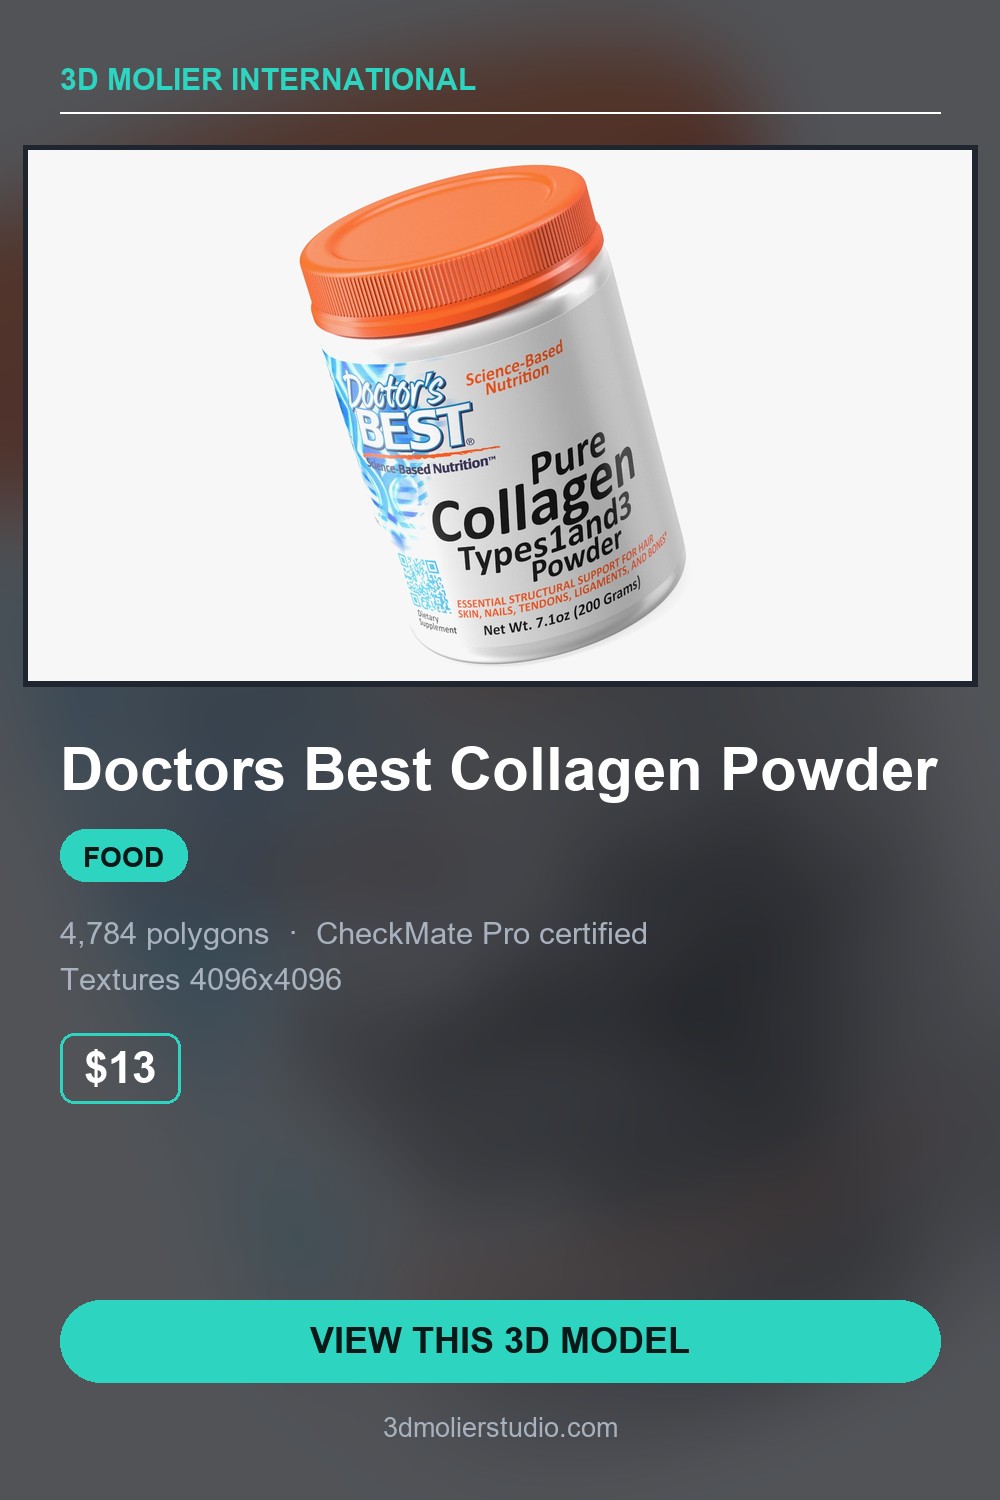 3D MOLIER INTERNATIONAL
Doctor's
BEST®
Science-Based Nutrition™
Science-Based
Nutrition
Pure
Collagen
Types1and3
Powder
ESSENTIAL STRUCTURAL SUPPORT FOR HAIR,
SKIN, NAILS, TENDONS, LIGAMENTS, AND BONES*
Dietary
Supplement
Net Wt. 7.1oz (200 Grams)
Doctors Best Collagen Powder
FOOD
4,784 polygons · CheckMate Pro certified
Textures 4096x4096
$13
VIEW THIS 3D MODEL
3dmolierstudio.com